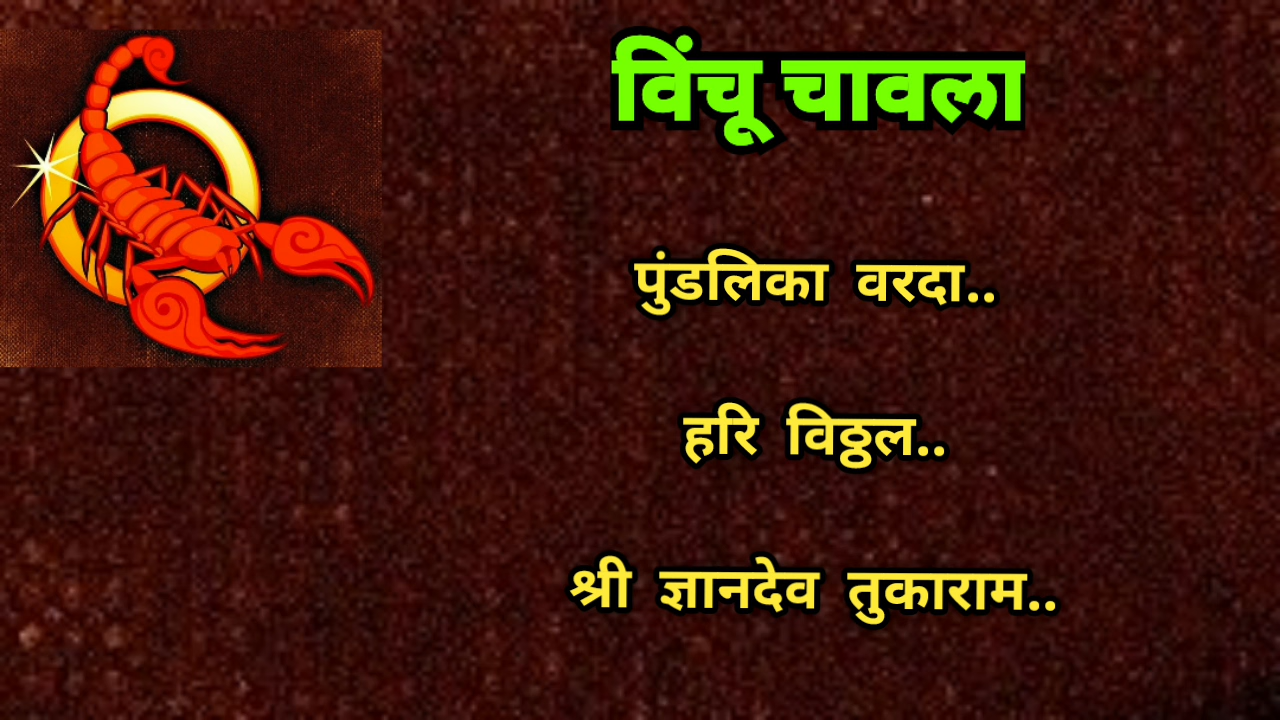 विंचू चावला
पुंडलिका वरदा..
हरि विठ्ठल..
श्री ज्ञानदेव तुकाराम..